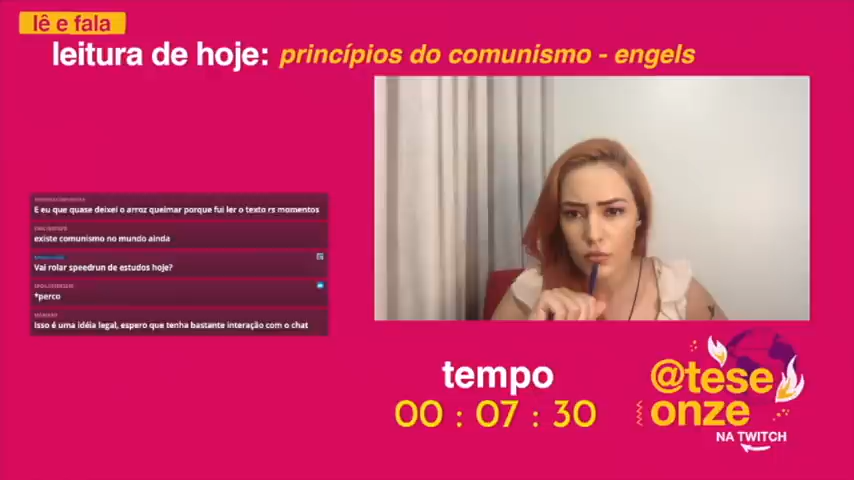 lê e fala
leitura de hoje: princípios do comunismo - engels
E eu que quase deixei o arroz queimar porque fui ler o texto rs momentos
existe comunismo no mundo ainda
Vai rolar speedrun de estudos hoje?
*perco
Isso é uma idéia legal, espero que tenha bastante interação com o chat
tempo
00 : 07 : 30
@tese
onze
NA TWITCH